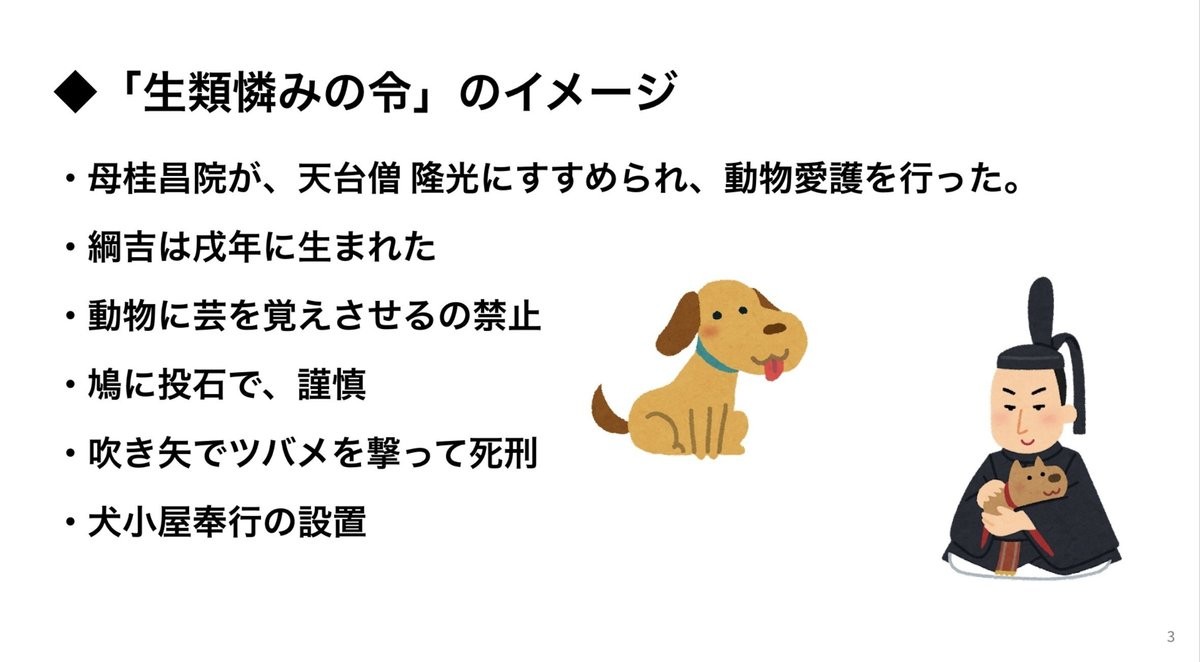 ◆「生類憐みの令」のイメージ
・母桂昌院が、天台僧 隆光にすすめられ、動物愛護を行った。
・綱吉は戌年に生まれた
・動物に芸を覚えさせるの禁止
・鳩に投石で、謹慎
・吹き矢でツバメを撃って死刑
・犬小屋奉行の設置
3